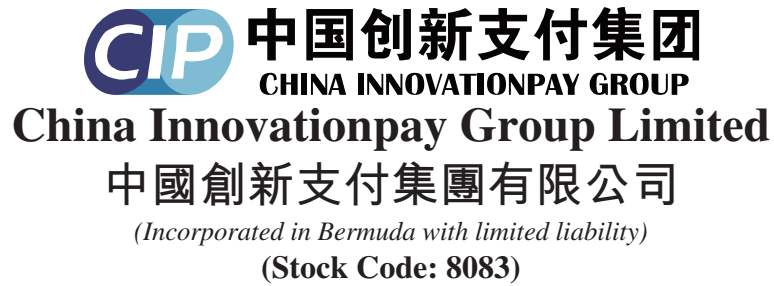 CIP 中国创新支付集团
CHINA INNOVATIONPAY GROUP
China Innovationpay Group Limited
中國創新支付集團有限公司
(Incorporated in Bermuda with limited liability)
(Stock Code: 8083)